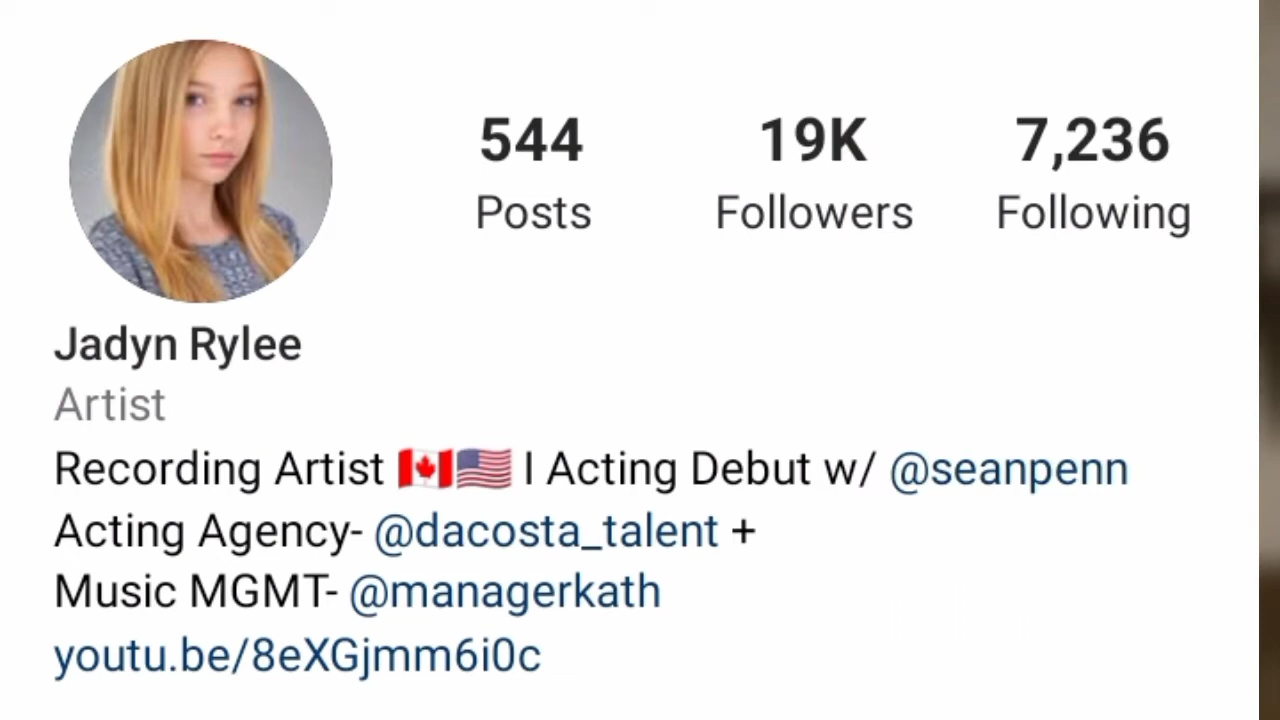 544 19K 7,236
Posts Followers Following
Jadyn Rylee
Artist
Recording Artist 🇨🇦🇺🇸 I Acting Debut w/ @seanpenn
Acting Agency- @dacosta_talent +
Music MGMT- @managerkath
youtu.be/8eXGjmm6i0c